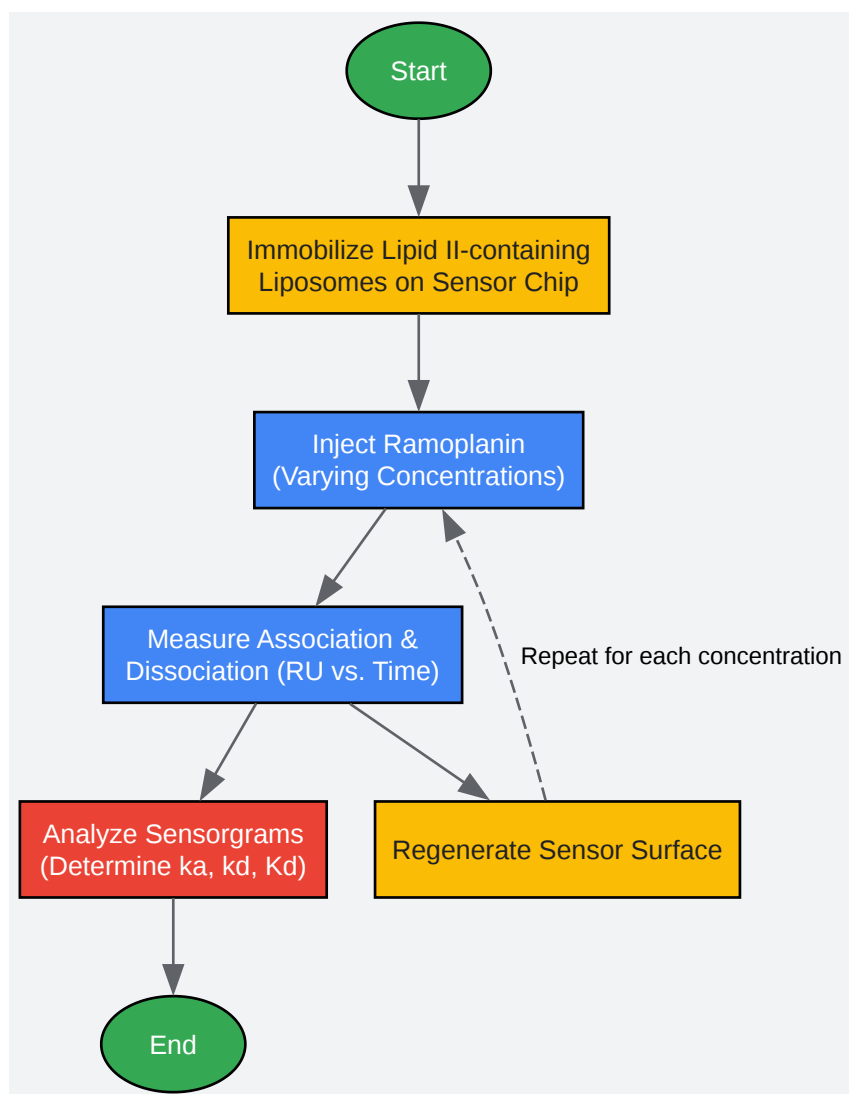 Start
Immobilize Lipid II-containing
Liposomes on Sensor Chip
Inject Ramoplanin
(Varying Concentrations)
Measure Association &
Dissociation (RU vs. Time)
Repeat for each concentration
Analyze Sensorgrams
(Determine ka, kd, Kd)
Regenerate Sensor Surface
End